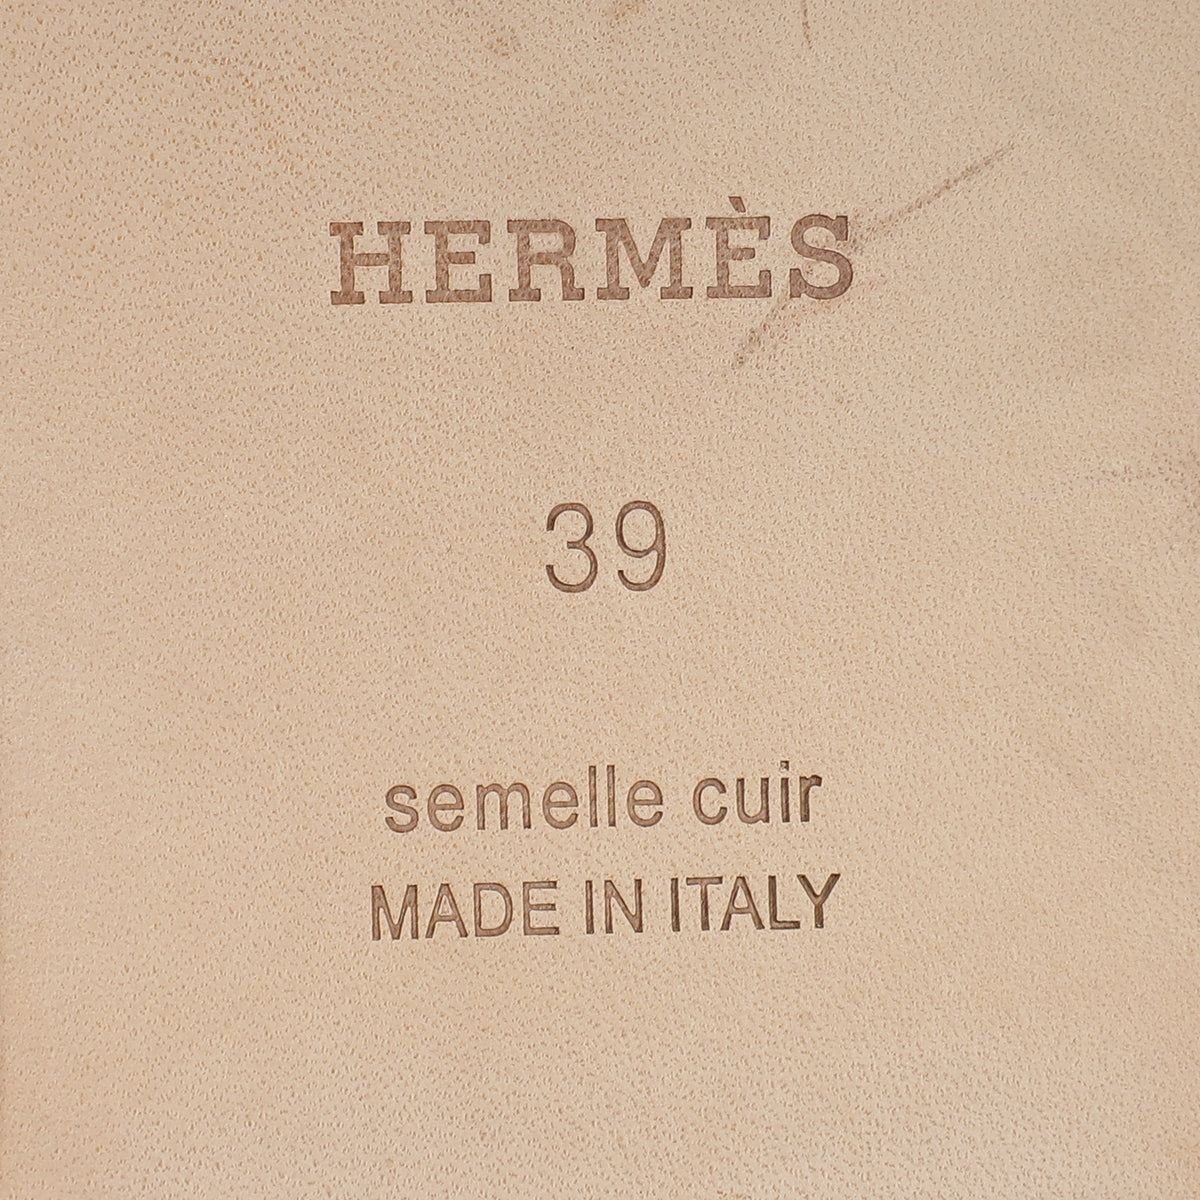 HERMÈS
39
semelle cuir
MADE IN ITALY